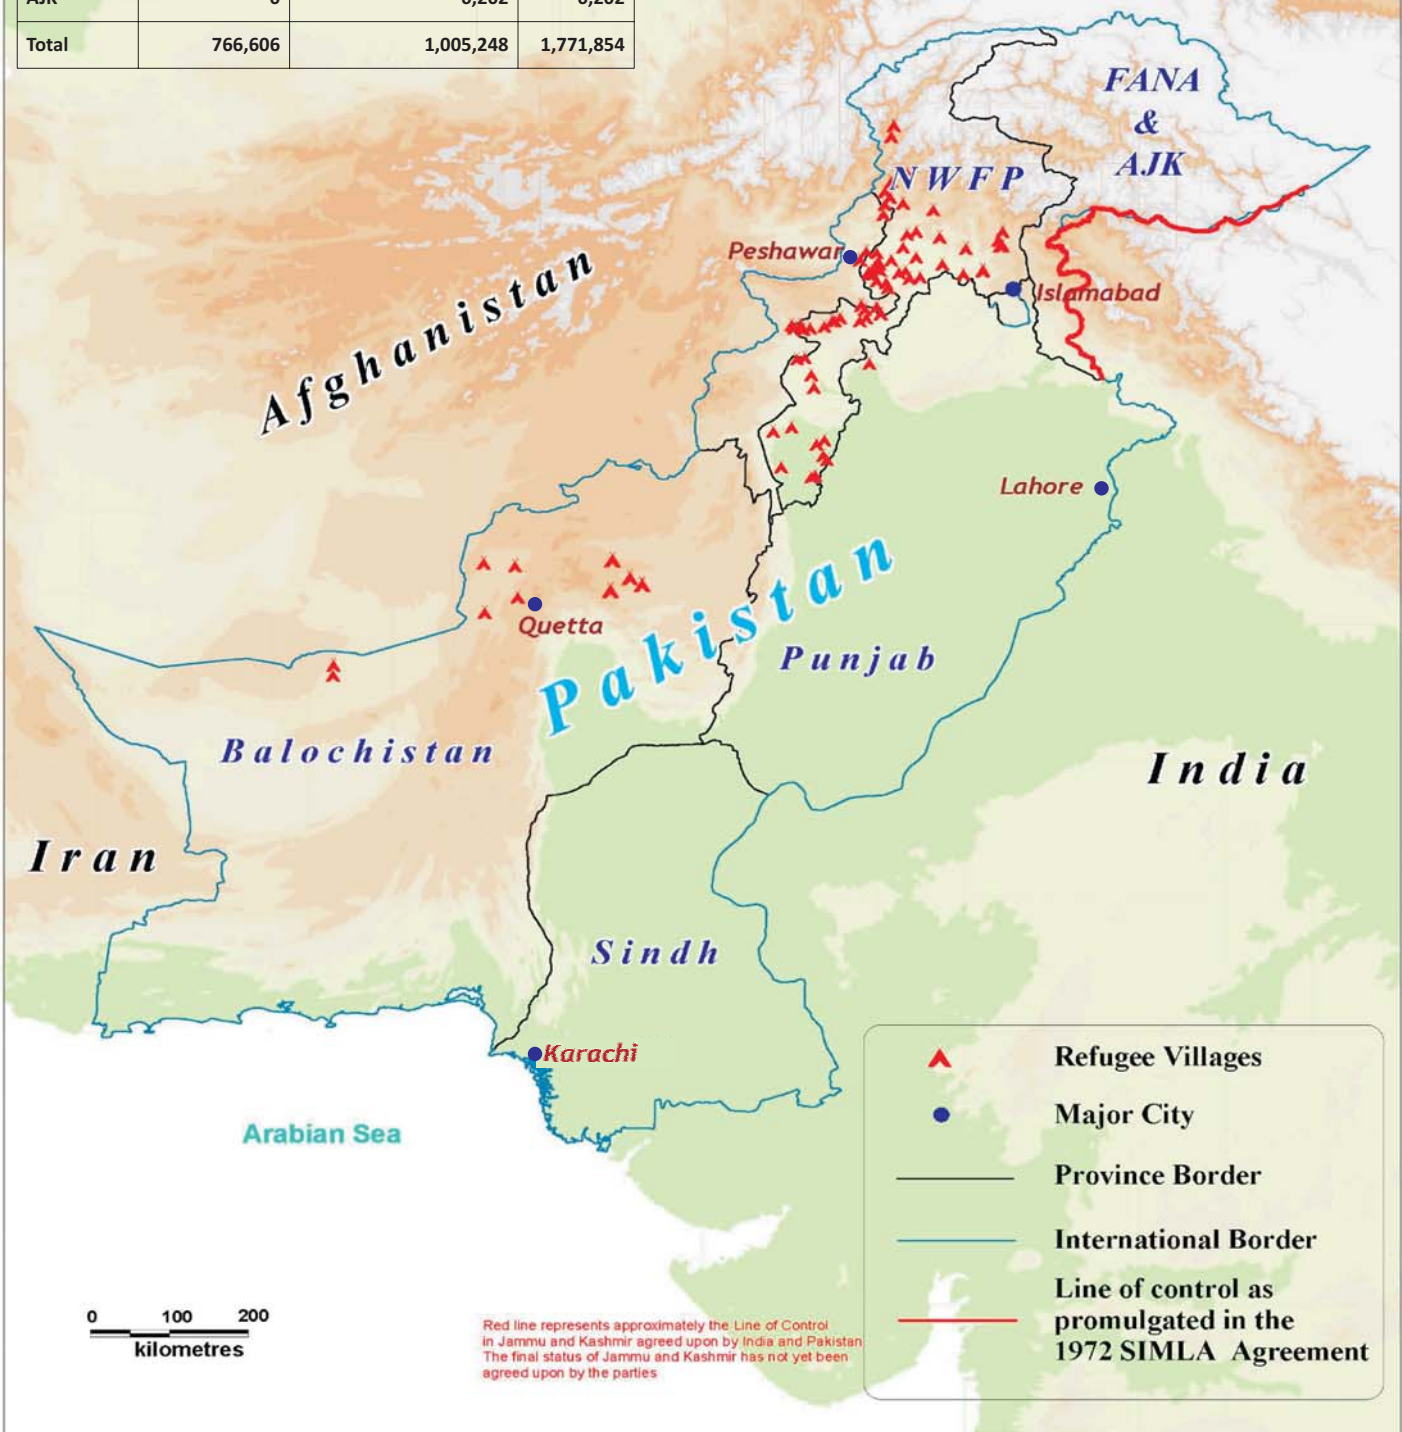 Total 766,606 1,005,248 1,771,854
FANA
&
AJK
NWFP
Peshawar
Islamabad
Afghanistan
Lahore
Pakistan
Quetta
Punjab
Balochistan
India
Iran
Sindh
Karachi
Arabian Sea
Refugee Villages
Major City
Province Border
International Border
Line of control as
promulgated in the
1972 SIMLA Agreement
0 100 200
kilometres
Red line represents approximately the Line of Control
in Jammu and Kashmir agreed upon by India and Pakistan
The final status of Jammu and Kashmir has not yet been
agreed upon by the parties